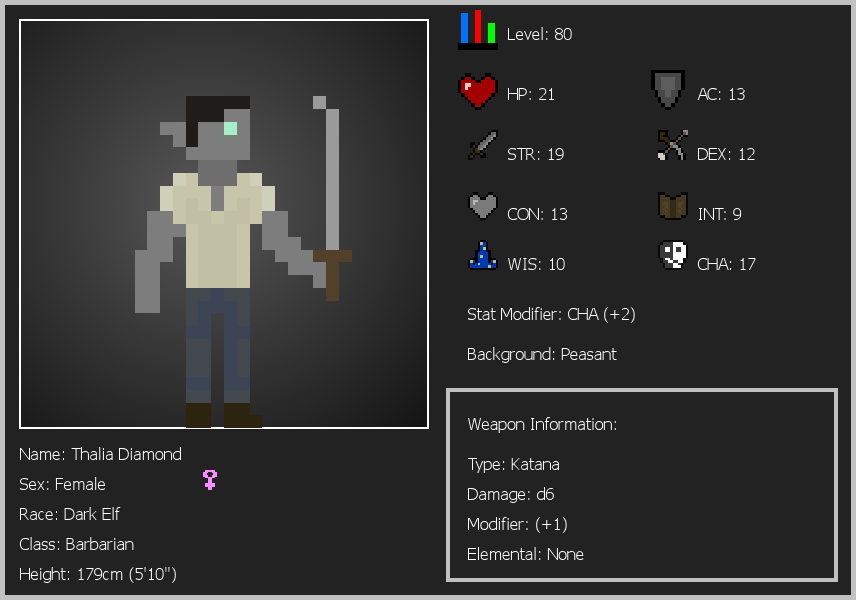 Level: 80
HP: 21
AC: 13
STR: 19
DEX: 12
CON: 13
INT: 9
WIS: 10
CHA: 17
Stat Modifier: CHA (+2)
Background: Peasant
Weapon Information:
Type: Katana
Damage: d6
Modifier: (+1)
Elemental: None
Name: Thalia Diamond
Sex: Female
Race: Dark Elf
Class: Barbarian
Height: 179cm (5'10")